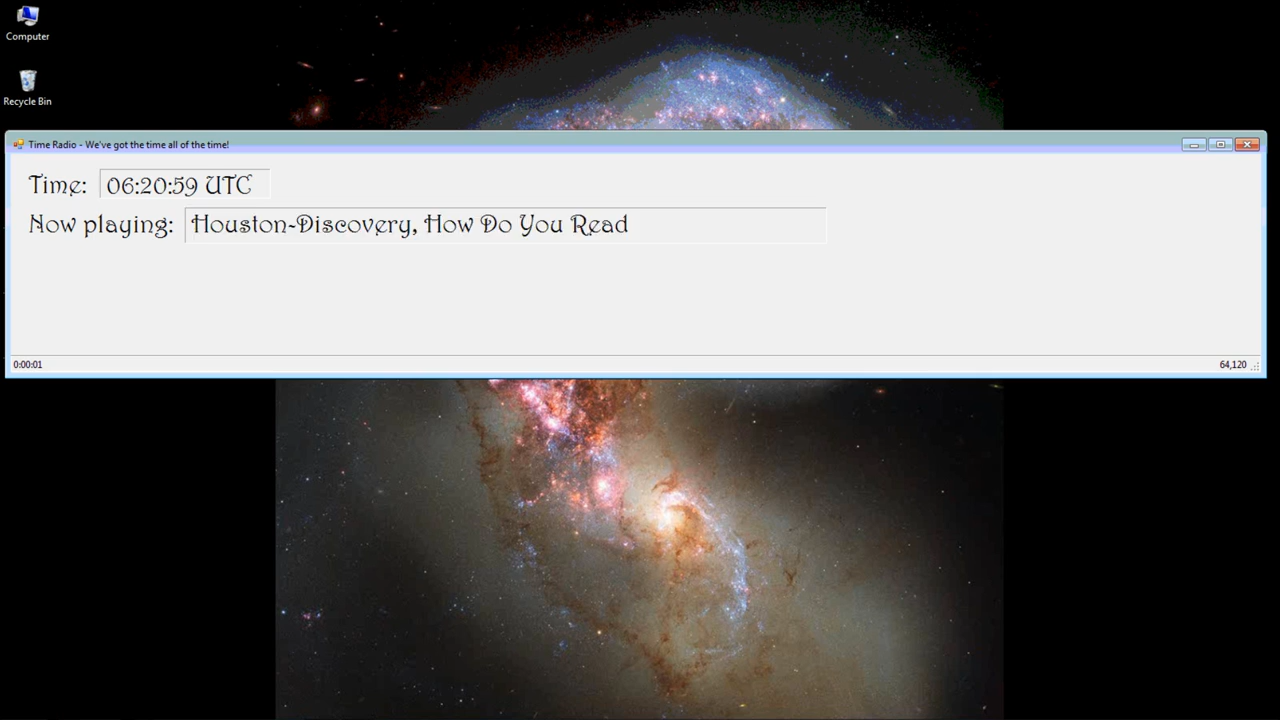 Computer
Recycle Bin
Time Radio - We've got the time all of the time!
Time: 06:20:59 UTC
Now playing: Houston-Discovery, How Do You Read
0:00:01 64,120